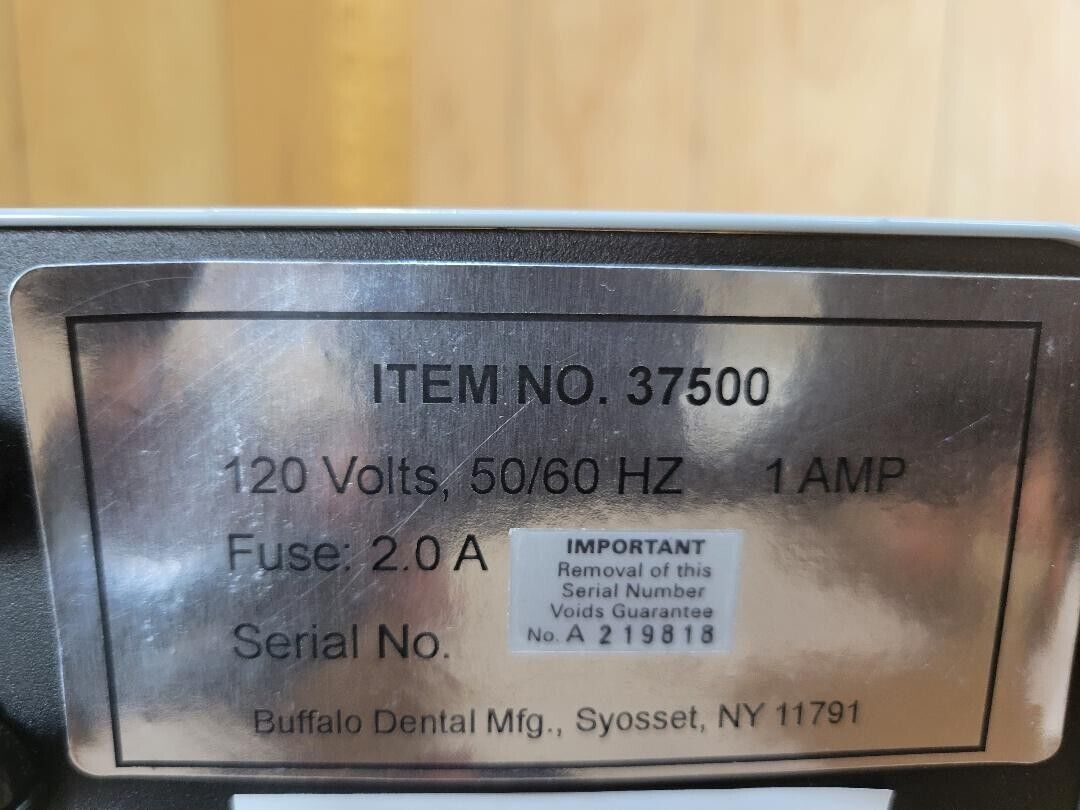 ITEM NO. 37500
120 Volts, 50/60 HZ 1 AMP
Fuse: 2.0 A
IMPORTANT
Removal of this
Serial Number
Voids Guarantee
No. A 219818
Serial No.
Buffalo Dental Mfg., Syosset, NY 11791